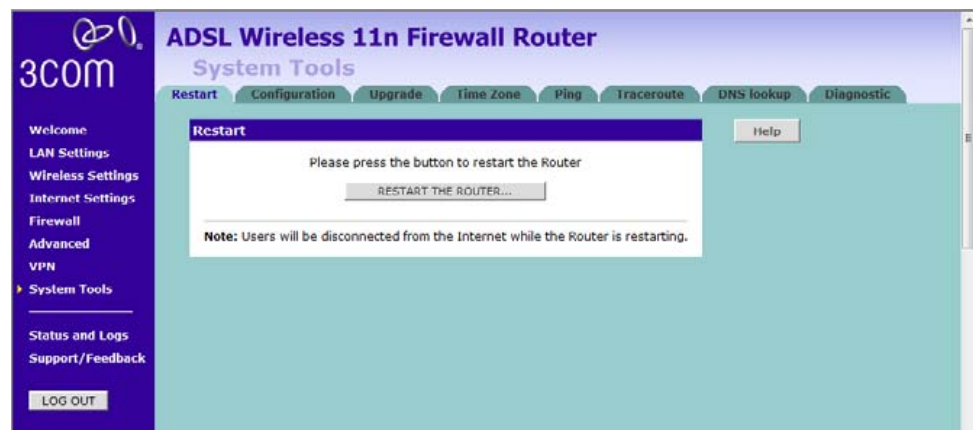 3COM
ADSL Wireless 11n Firewall Router
System Tools
Restart Configuration Upgrade Time Zone Ping Traceroute DNS lookup Diagnostic
Welcome
LAN Settings
Wireless Settings
Internet Settings
Firewall
Advanced
VPN
System Tools
Status and Logs
Support/Feedback
LOG OUT
Restart
Please press the button to restart the Router
RESTART THE ROUTER...
Note: Users will be disconnected from the Internet while the Router is restarting.
Help